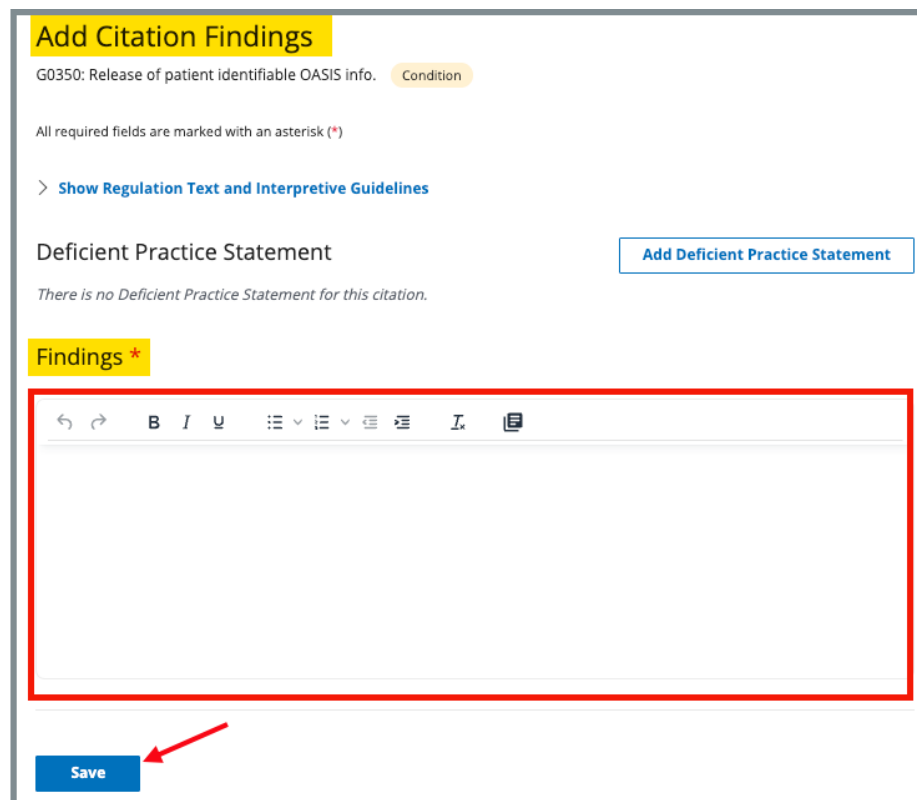 Add Citation Findings
G0350: Release of patient identifiable OASIS info. Condition
All required fields are marked with an asterisk (*)
Show Regulation Text and Interpretive Guidelines
Deficient Practice Statement
Add Deficient Practice Statement
There is no Deficient Practice Statement for this citation.
Findings *
B I U
Save